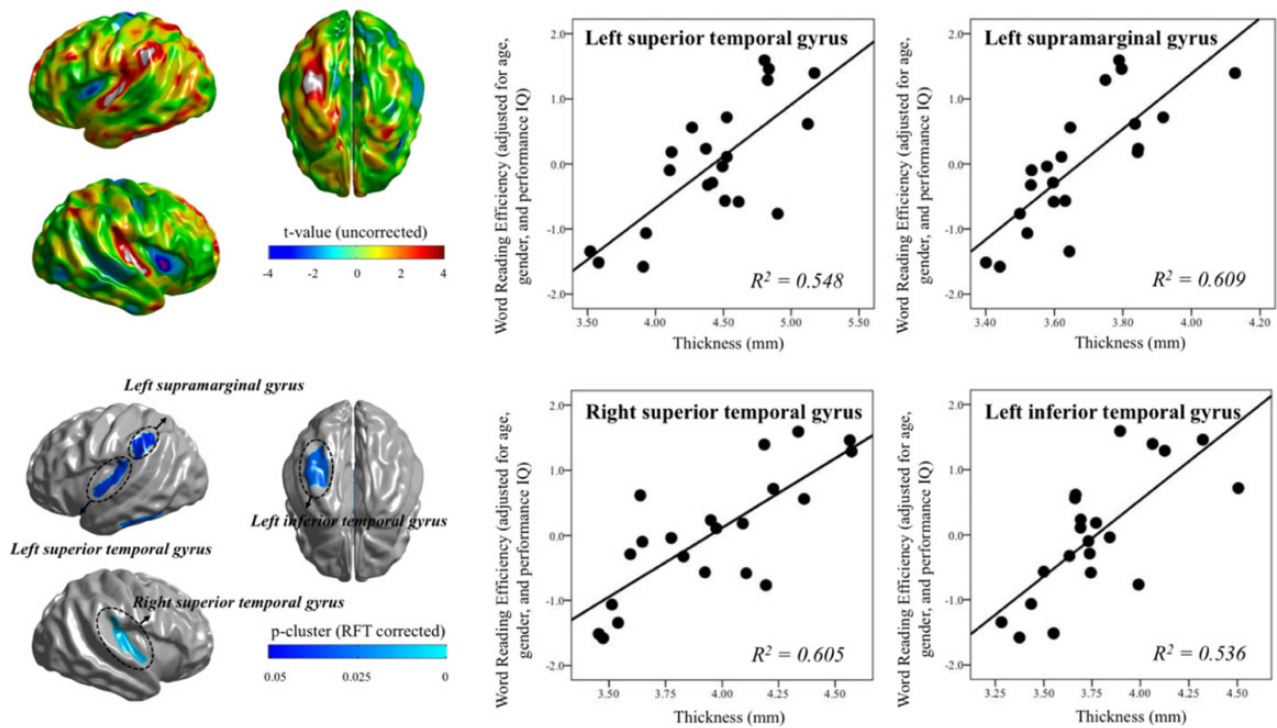 t-value (uncorrected)
-4 -2 0 2 4
Left superior temporal gyrus
Word Reading Efficiency (adjusted for age,
gender, and performance IQ)
2.0
1.0
0.0
-1.0
-2.0
R² = 0.548
3.50 4.00 4.50 5.00 5.50
Thickness (mm)
Left supramarginal gyrus
Word Reading Efficiency (adjusted for age,
gender, and performance IQ)
2.0
1.0
0.0
-1.0
-2.0
R² = 0.609
3.40 3.60 3.80 4.00 4.20
Thickness (mm)
Left supramarginal gyrus
Left inferior temporal gyrus
Left superior temporal gyrus
Right superior temporal gyrus
p-cluster (RFT corrected)
0.05 0.025 0
Right superior temporal gyrus
Word Reading Efficiency (adjusted for age,
gender, and performance IQ)
2.0
1.0
0.0
-1.0
-2.0
R² = 0.605
3.50 3.75 4.00 4.25 4.50
Thickness (mm)
Left inferior temporal gyrus
Word Reading Efficiency (adjusted for age,
gender, and performance IQ)
2.0
1.0
0.0
-1.0
-2.0
R² = 0.536
3.25 3.50 3.75 4.00 4.25 4.50
Thickness (mm)